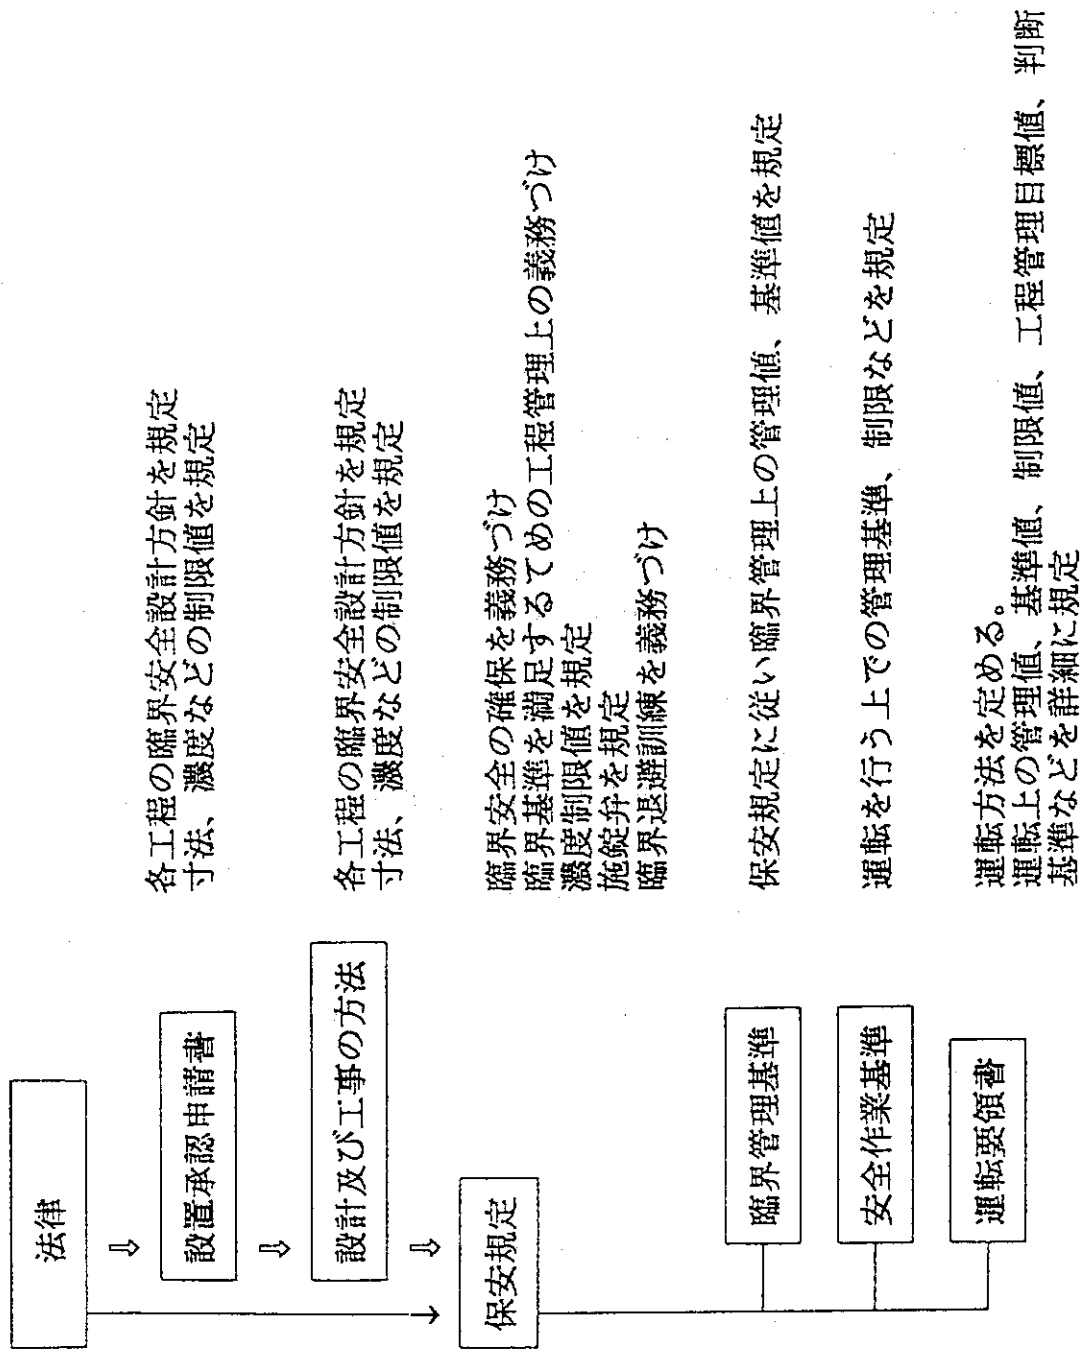 法律
設置承認申請書
各工程の臨界安全設計方針を規定
寸法、濃度などの制限値を規定
設計及び工事の方法
各工程の臨界安全設計方針を規定
寸法、濃度などの制限値を規定
保安規定
臨界安全の確保を義務づけ
臨界基準を満足するてめの工程管理上の義務づけ
濃度制限値を規定
施錠弁を規定
臨界退避訓練を義務づけ
臨界管理基準
保安規定に従い臨界管理上の管理値、基準値を規定
安全作業基準
運転を行う上での管理基準、制限などを規定
運転要領書
運転方法を定める。
運転上の管理値、基準値、制限値、工程管理目標値、判断
基準などを詳細に規定